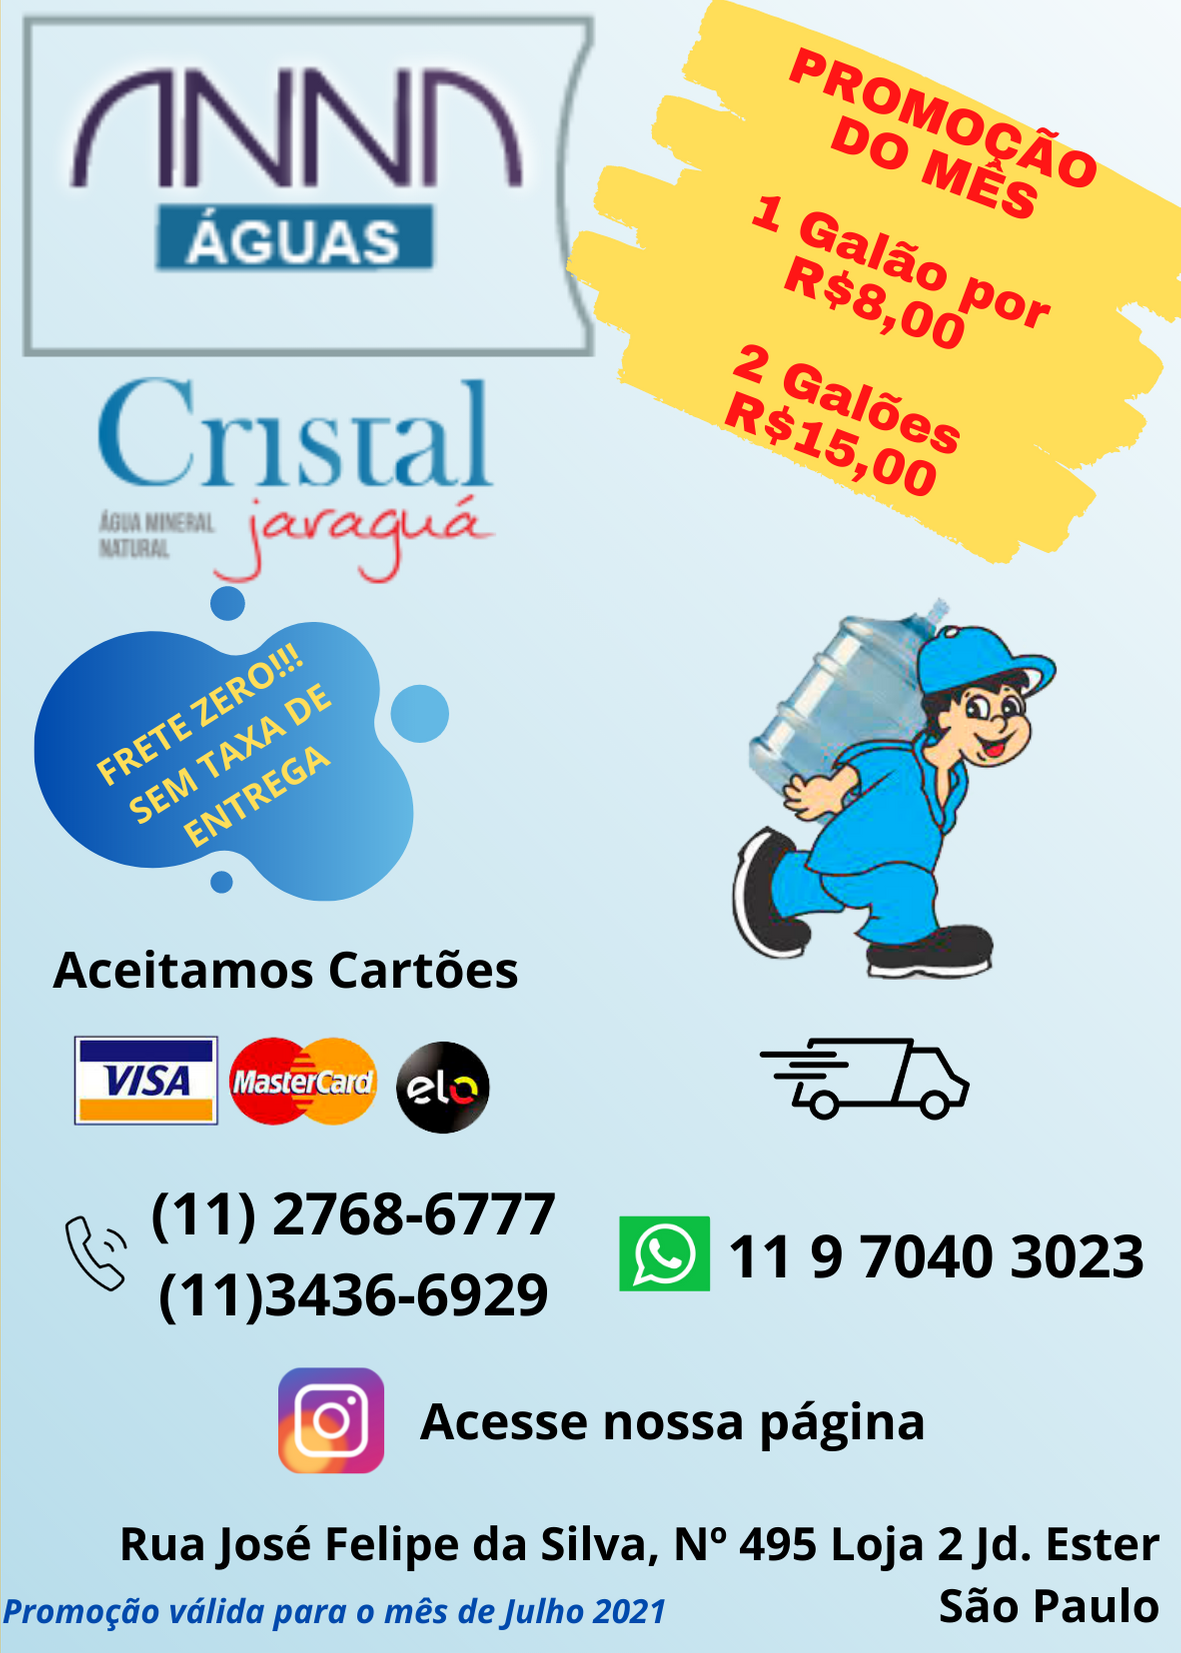 ANNA
ÁGUAS
PROMOÇÃO
DO MÊS
1 Galão por
R$8,00
2 Galões
R$15,00
Cristal
ÁGUA MINERAL
NATURAL
jaraguá
FRETE ZERO!!!
SEM TAXA DE
ENTREGA
Aceitamos Cartões
VISA
MasterCard
elo
(11) 2768-6777
(11)3436-6929
11 9 7040 3023
Acesse nossa página
Rua José Felipe da Silva, Nº 495 Loja 2 Jd. Ester
São Paulo
Promoção válida para o mês de Julho 2021